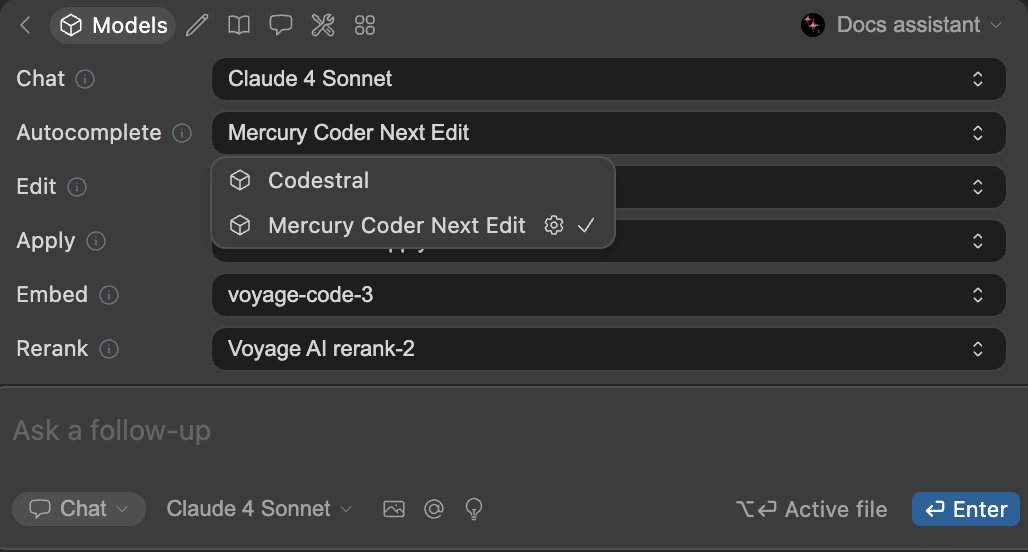 Models
Docs assistant
Chat
Claude 4 Sonnet
Autocomplete
Mercury Coder Next Edit
Codestral
Mercury Coder Next Edit
Edit
Apply
Embed
voyage-code-3
Rerank
Voyage AI rerank-2
Ask a follow-up
Chat
Claude 4 Sonnet
Active file
Enter